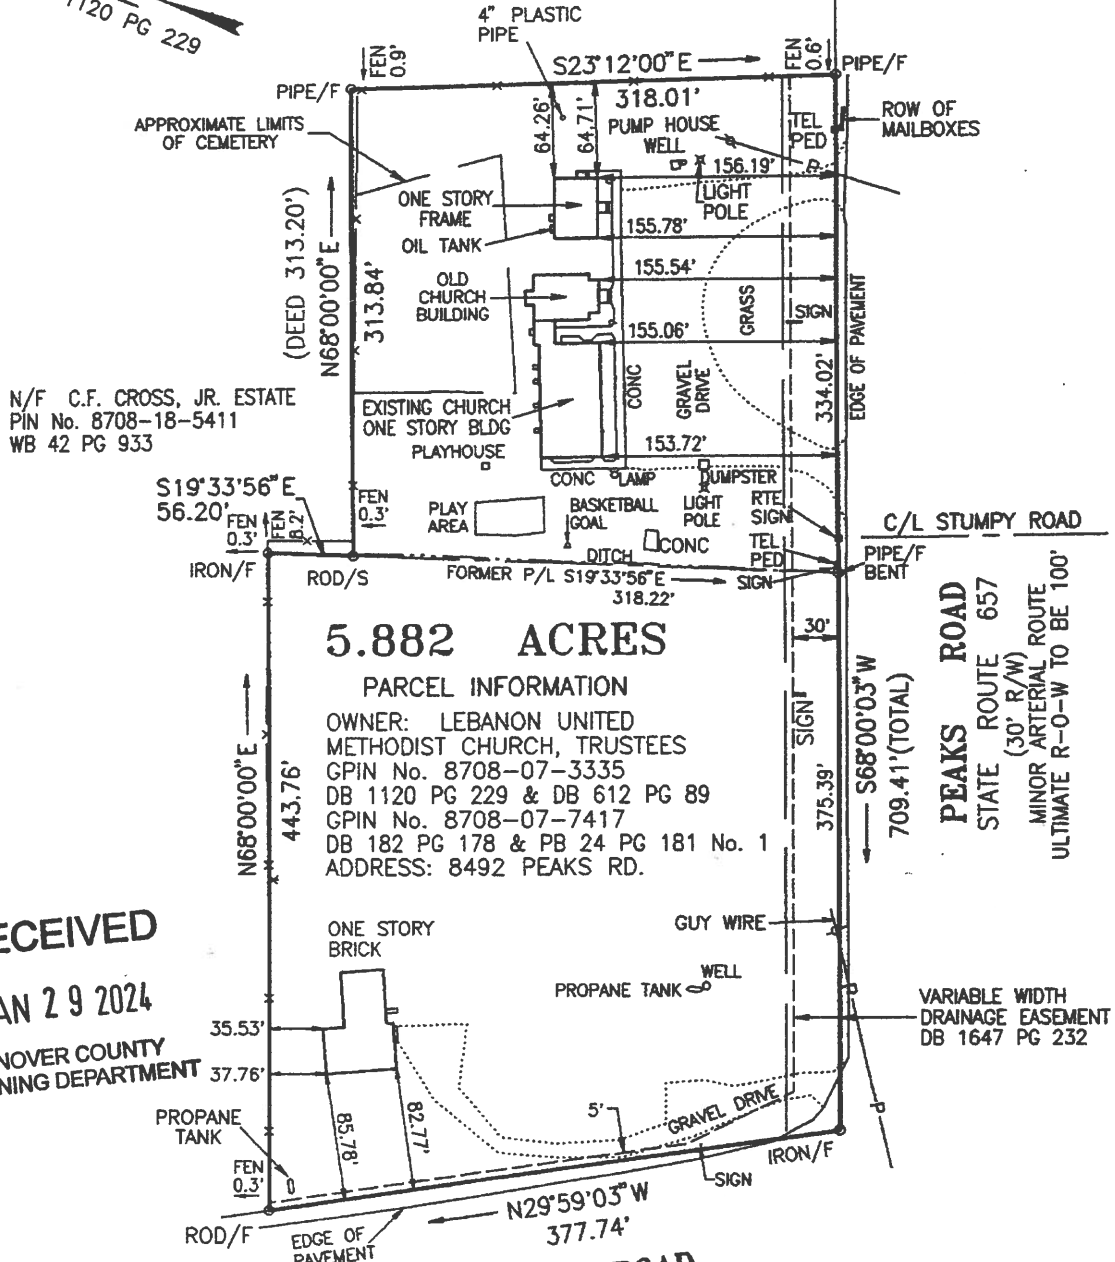 1120 PG 229
4" PLASTIC
PIPE
FEN
0.9'
S23°12'00"E
318.01'
FEN
0.6'
PIPE/F
PIPE/F
APPROXIMATE LIMITS
OF CEMETERY
64.26'
64.71'
PUMP HOUSE
WELL
TEL
PED
ROW OF
MAILBOXES
156.19'
ONE STORY
FRAME
LIGHT
POLE
OIL TANK
155.78'
(DEED 313.20')
N68°00'00"E
313.84'
OLD
CHURCH
BUILDING
155.54'
GRASS
SIGN
155.06'
EDGE OF PAVEMENT
334.02'
CONC
GRAVEL
DRIVE
N/F C.F. CROSS, JR. ESTATE
PIN No. 8708-18-5411
WB 42 PG 933
EXISTING CHURCH
ONE STORY BLDG
PLAYHOUSE
153.72'
CONC
LAMP
DUMPSTER
S19°33'56"E
56.20'
FEN
0.3'
FEN
8.2'
FEN
0.3'
PLAY
AREA
BASKETBALL
GOAL
LIGHT
POLE
RTE
SIGN
C/L STUMPY ROAD
CONC
TEL
PED
PIPE/F
BENT
IRON/F
ROD/S
DITCH
FORMER P/L S19°33'56"E
318.22'
SIGN
5.882 ACRES
30'
PARCEL INFORMATION
OWNER: LEBANON UNITED
METHODIST CHURCH, TRUSTEES
GPIN No. 8708-07-3335
DB 1120 PG 229 & DB 612 PG 89
GPIN No. 8708-07-7417
DB 182 PG 178 & PB 24 PG 181 No. 1
ADDRESS: 8492 PEAKS RD.
N68°00'00"E
443.76'
SIGN
375.39'
S68°00'03"W
709.41'(TOTAL)
PEAKS ROAD
STATE ROUTE 657
(30' R/W)
MINOR ARTERIAL ROUTE
ULTIMATE R-O-W TO BE 100'
ECEIVED
AN 29 2024
NOVER COUNTY
NING DEPARTMENT
ONE STORY
BRICK
GUY WIRE
WELL
PROPANE TANK
VARIABLE WIDTH
DRAINAGE EASEMENT
DB 1647 PG 232
35.53'
37.76'
P
PROPANE
TANK
85.78'
82.77'
5'
GRAVEL DRIVE
IRON/F
FEN
0.3'
SIGN
ROD/F
N29°59'03"W
377.74'
EDGE OF
PAVEMENT
ROAD